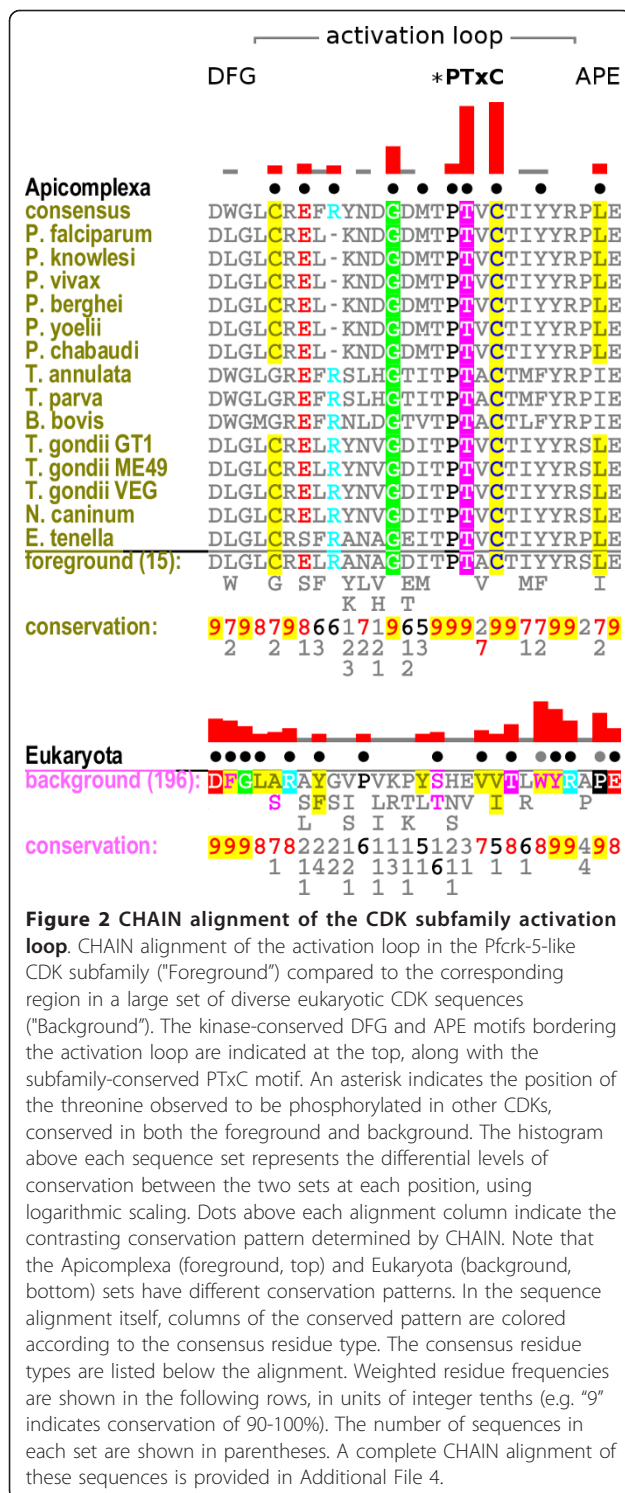 activation loop
DFG *PTxC APE
Apicomplexa
consensus DWGLCREFRYNDGDMTPTVCTIYYRPLE
P. falciparum DLGLCREL-KNDGDMTPTVCTIYYRPLE
P. knowlesi DLGLCREL-KNDGDMTPTVCTIYYRPLE
P. vivax DLGLCREL-KNDGDMTPTVCTIYYRPLE
P. berghei DLGLCREL-KNDGDMTPTVCTIYYRPLE
P. yoelii DLGLCREL-KNDGDMTPTVCTIYYRPLE
P. chabaudi DLGLCREL-KNDGDMTPTVCTIYYRPLE
T. annulata DWGLGREFRSLHGTITPTACTMFYRPIE
T. parva DWGLGREFRSLHGTITPTACTMFYRPIE
B. bovis DWGMGREFRNLDGTVTPTACTLFYRPIE
T. gondii GT1 DLGLCRELRYNVGDITPTVCTIYYRSLE
T. gondii ME49 DLGLCRELRYNVGDITPTVCTIYYRSLE
T. gondii VEG DLGLCRELRYNVGDITPTVCTIYYRSLE
N. caninum DLGLCRELRYNVGDITPTVCTIYYRSLE
E. tenella DLGLCRSFRANAGEITPTACTIYYRPLE
foreground (15): DLGLCRELRANAGDITPTACTIYYRSLE
W G SF YLV EM V MF I
K H T
conservation: 9798798661719659992997799279
2 2 13 221 13 7 12 2
3 1 2
Eukaryota
background (196): DFGLARAYGVPVKPYSHEVVTLWYRAPE
S SFSI LRTLTNV I R P
L S I K S
conservation: 9998782221611151237586899498
1 1422 1311611 1 1 4
1 1 1 1
Figure 2 CHAIN alignment of the CDK subfamily activation
loop. CHAIN alignment of the activation loop in the Pfcrk-5-like
CDK subfamily ("Foreground") compared to the corresponding
region in a large set of diverse eukaryotic CDK sequences
("Background"). The kinase-conserved DFG and APE motifs bordering
the activation loop are indicated at the top, along with the
subfamily-conserved PTxC motif. An asterisk indicates the position of
the threonine observed to be phosphorylated in other CDKs,
conserved in both the foreground and background. The histogram
above each sequence set represents the differential levels of
conservation between the two sets at each position, using
logarithmic scaling. Dots above each alignment column indicate the
contrasting conservation pattern determined by CHAIN. Note that
the Apicomplexa (foreground, top) and Eukaryota (background,
bottom) sets have different conservation patterns. In the sequence
alignment itself, columns of the conserved pattern are colored
according to the consensus residue type. The consensus residue
types are listed below the alignment. Weighted residue frequencies
are shown in the following rows, in units of integer tenths (e.g. "9"
indicates conservation of 90-100%). The number of sequences in
each set are shown in parentheses. A complete CHAIN alignment of
these sequences is provided in Additional File 4.